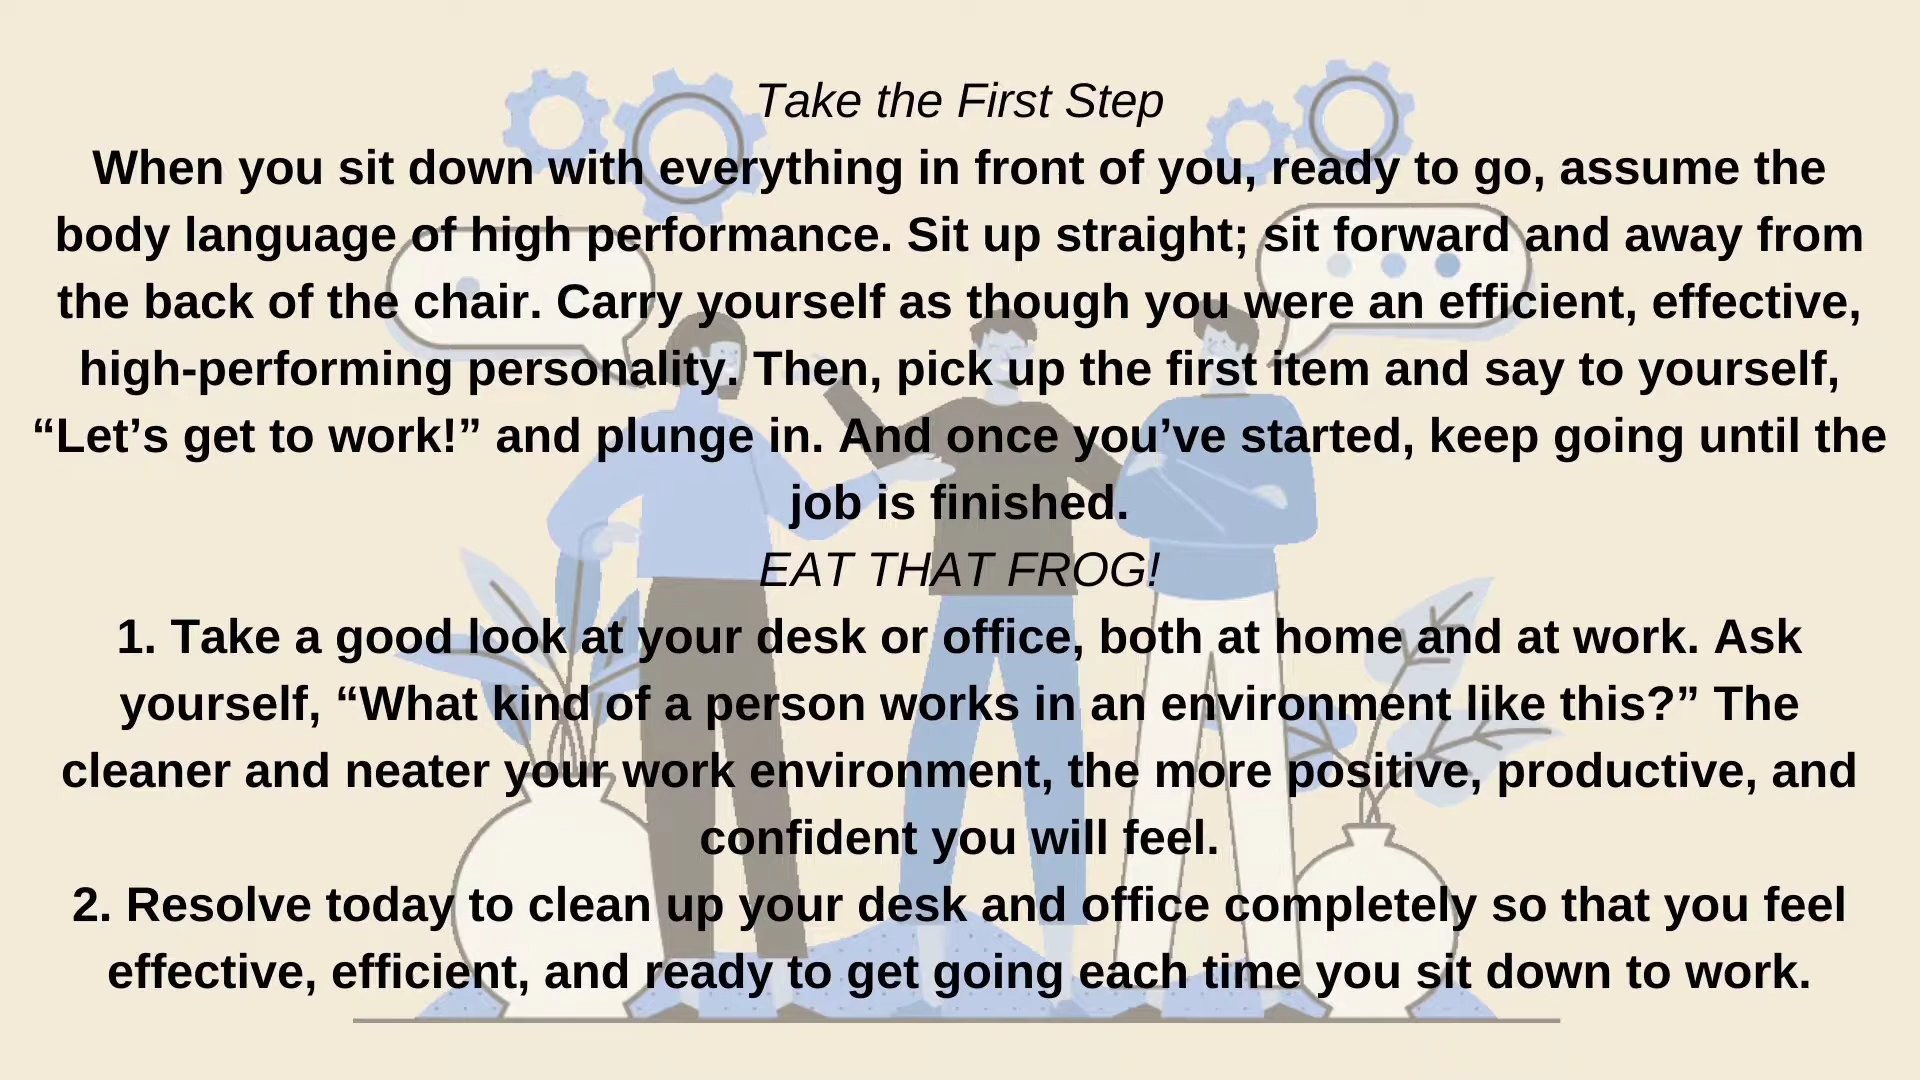 Take the First Step
When you sit down with everything in front of you, ready to go, assume the
body language of high performance. Sit up straight; sit forward and away from
the back of the chair. Carry yourself as though you were an efficient, effective,
high-performing personality. Then, pick up the first item and say to yourself,
“Let’s get to work!” and plunge in. And once you’ve started, keep going until the
job is finished.
EAT THAT FROG!
1. Take a good look at your desk or office, both at home and at work. Ask
yourself, “What kind of a person works in an environment like this?” The
cleaner and neater your work environment, the more positive, productive, and
confident you will feel.
2. Resolve today to clean up your desk and office completely so that you feel
effective, efficient, and ready to get going each time you sit down to work.